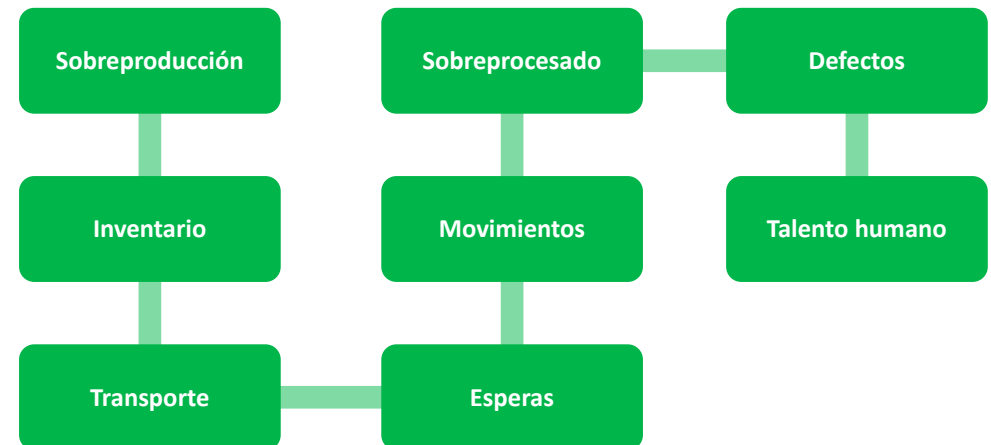 Sobreproducción
Inventario
Transporte
Esperas
Movimientos
Sobreprocesado
Defectos
Talento humano